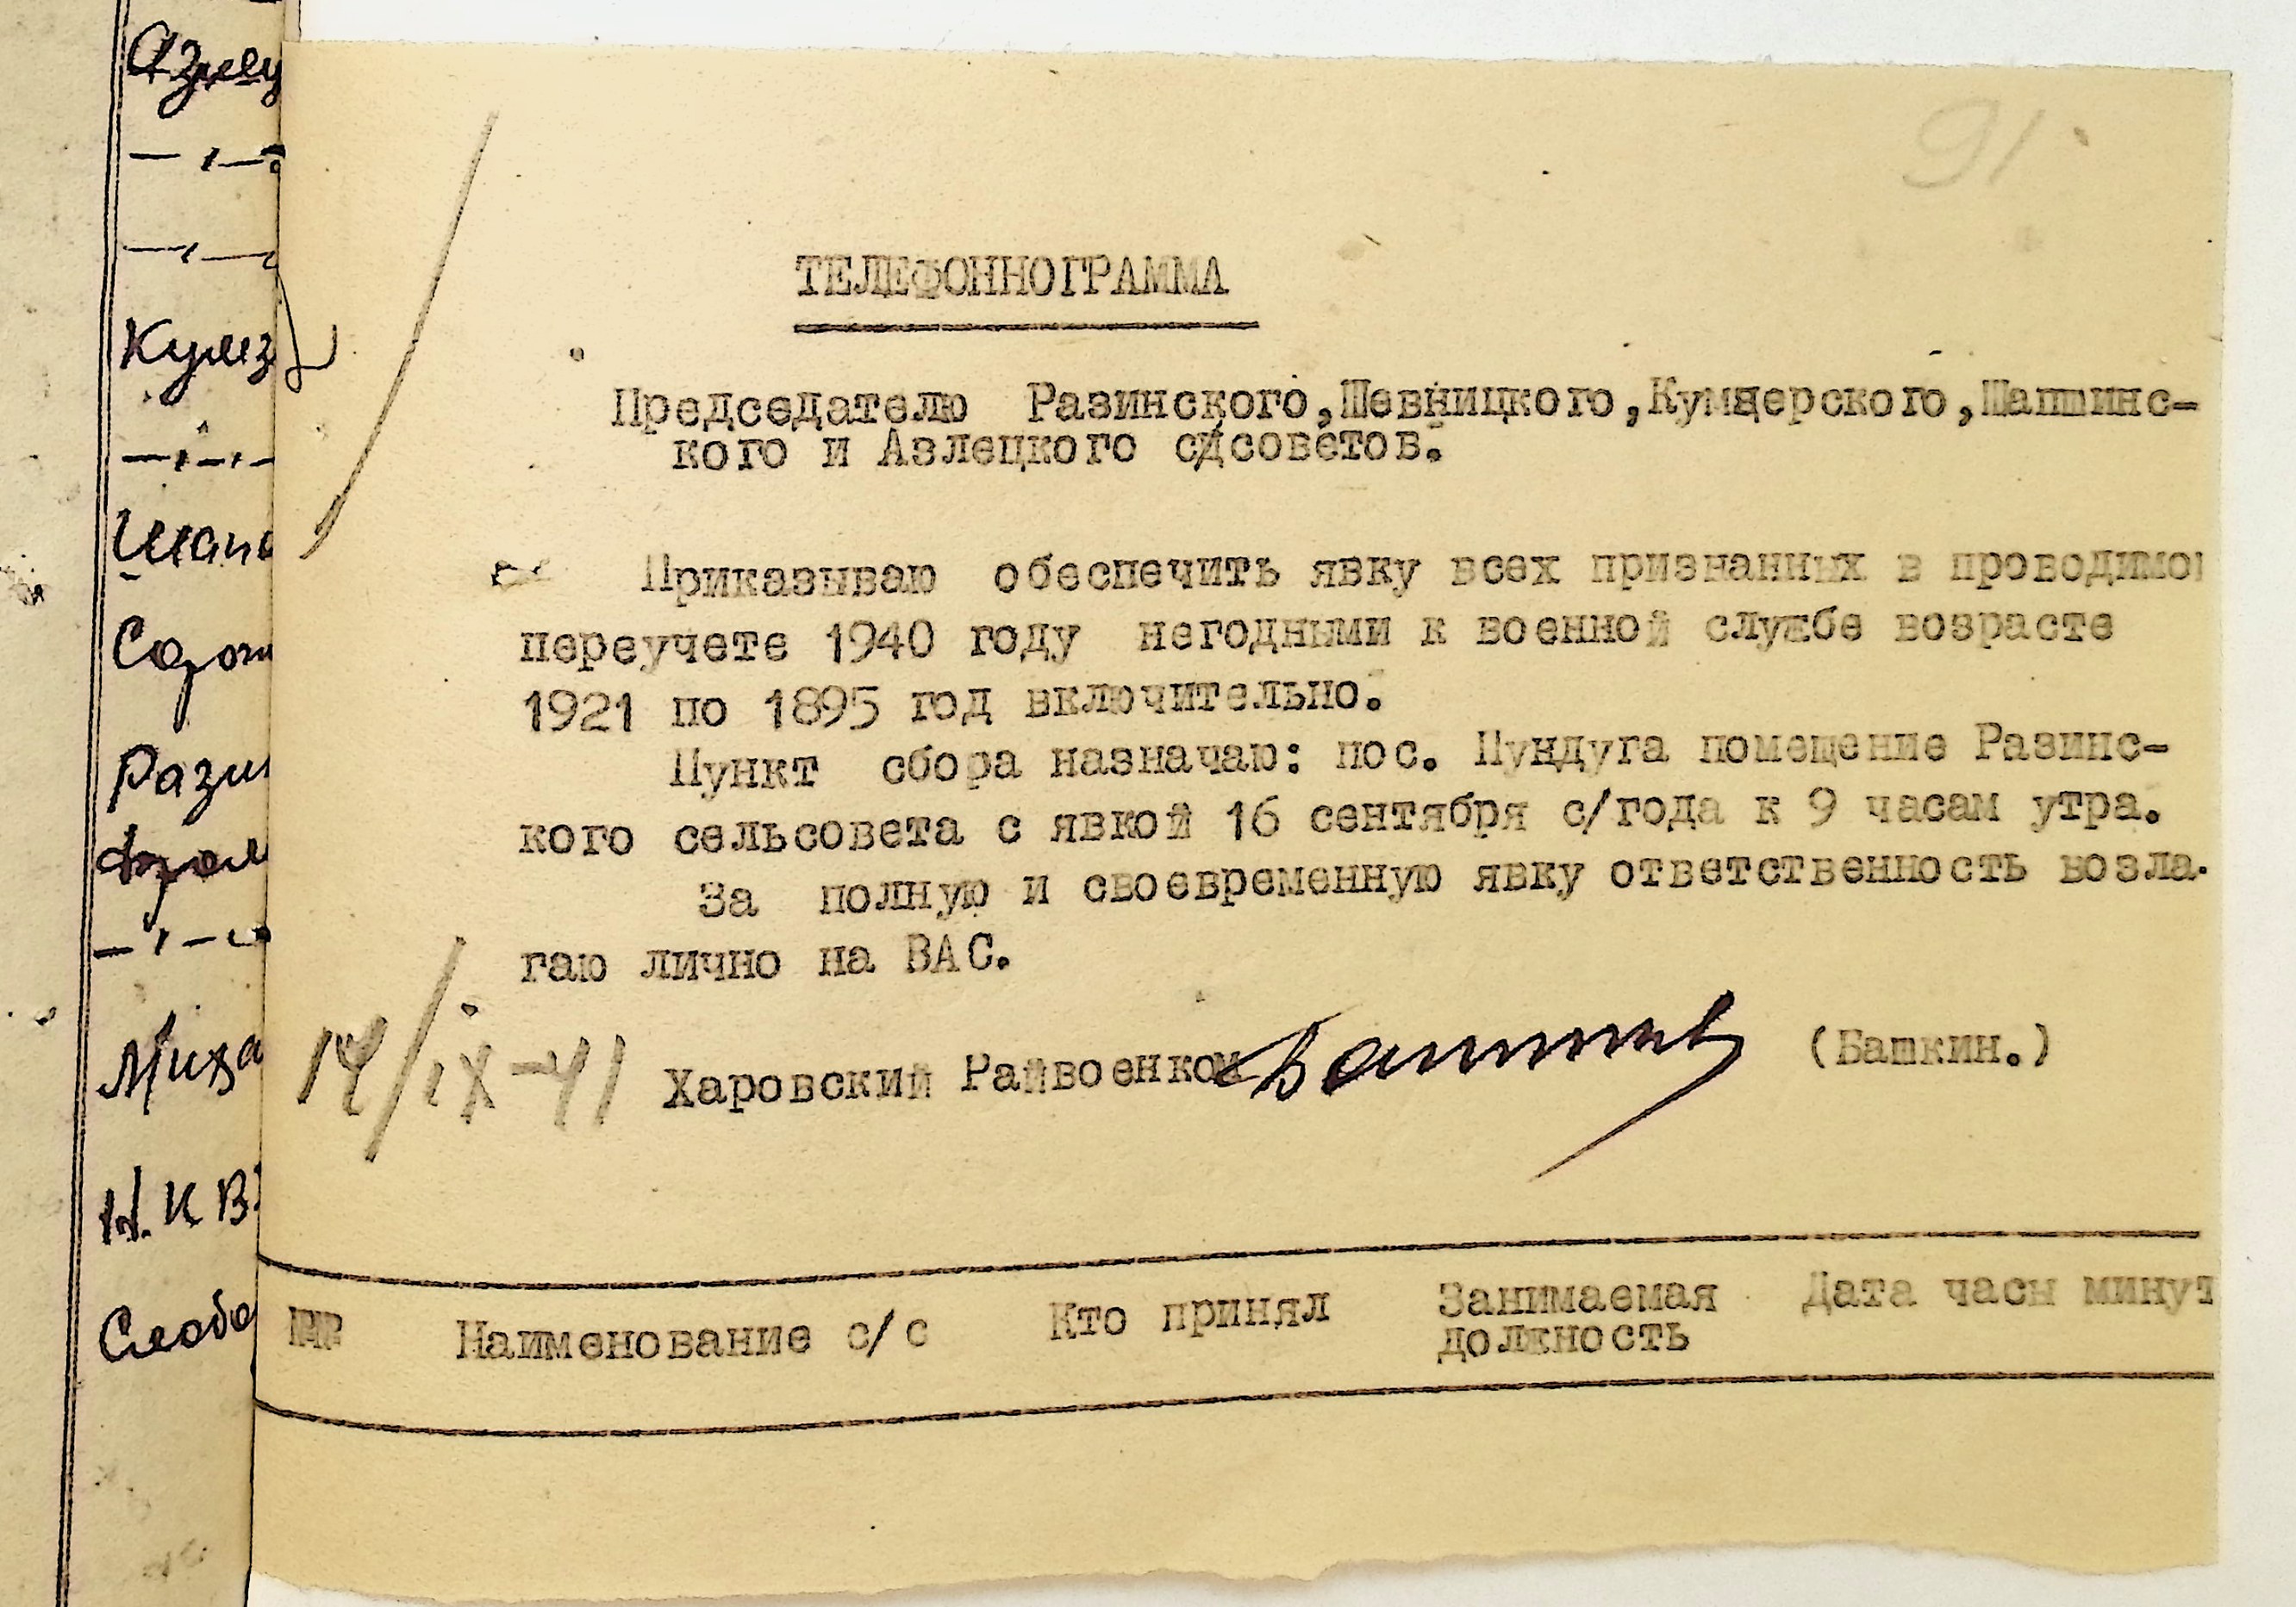 91
ТЕЛЕФОННОГРАММА
Председателю Разинского,Шевницкого,Кумзерского,Шапшинс-
кого и Азлецкого с/советов.
Приказываю обеспечить явку всех признанных в проводимо
переучете 1940 году негодными к военной службе возрасте
1921 по 1895 год включительно.
Пункт сбора назначаю: пос. Пундуга помещение Разинс-
кого сельсовета с явкой 16 сентября с/года к 9 часам утра.
За полную и своевременную явку ответственность возла-
гаю лично на ВАС.
14/IX-41 Харовский Райвоенком (Башкин.)
№№ Наименование с/с Кто принял Занимаемая Дата часы минут
должность
Кумз
Шап
Разин
Миха
Н.К.В.
Слобо